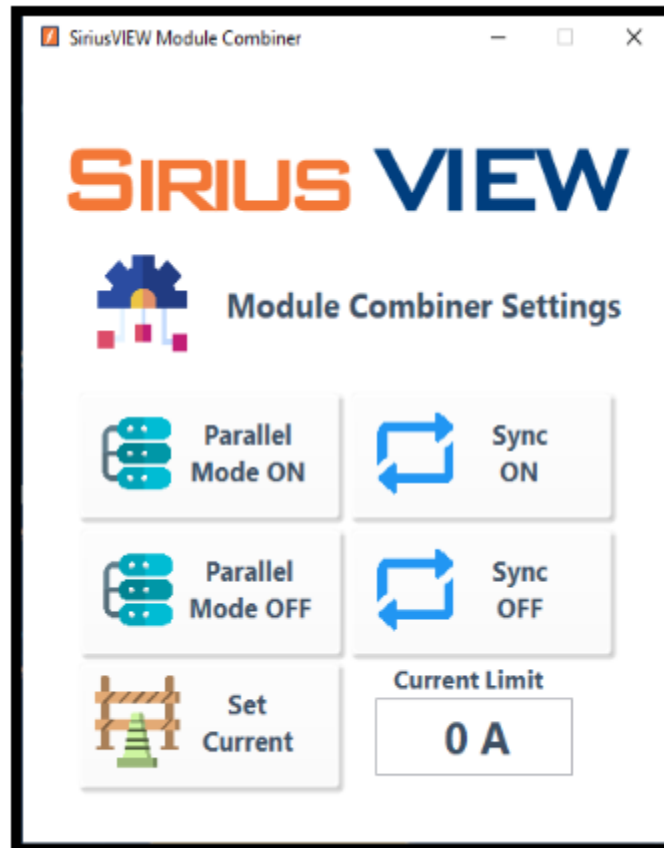 SiriusVIEW Module Combiner
SIRIUS VIEW
Module Combiner Settings
Parallel
Mode ON
Sync
ON
Parallel
Mode OFF
Sync
OFF
Set
Current
Current Limit
0 A